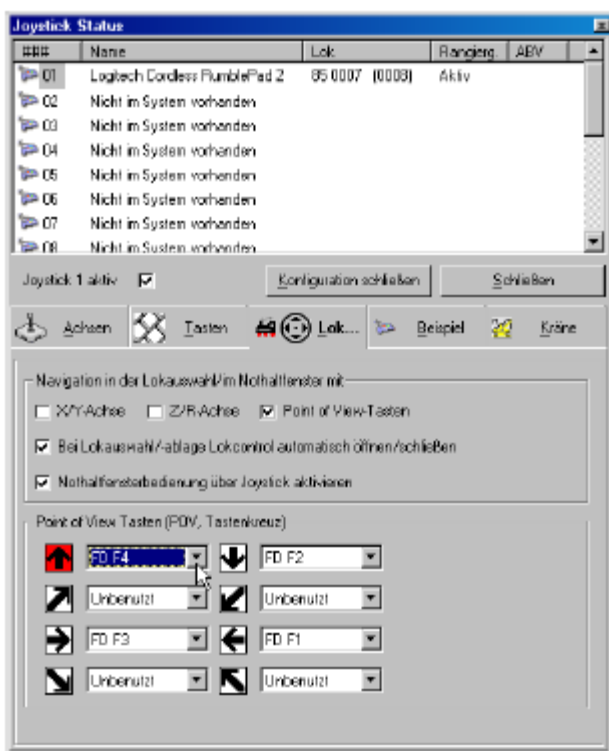 Joystick Status
### Name Lok Rangierg. ABV
01 Logitech Cordless RumblePad 2 85 0007 (0008) Aktiv
02 Nicht im System vorhanden
03 Nicht im System vorhanden
04 Nicht im System vorhanden
05 Nicht im System vorhanden
06 Nicht im System vorhanden
07 Nicht im System vorhanden
08 Nicht im System vorhanden
Joystick 1 aktiv Konfiguration schließen Schließen
Achsen Tasten Lok... Beispiel Kräne
Navigation in der Lokauswahl/im Nothaltfenster mit
X/Y-Achse Z/R-Achse Point of View-Tasten
Bei Lokauswahl/-ablage Lokcontrol automatisch öffnen/schließen
Nothaltfensterbedienung über Joystick aktivieren
Point of View Tasten (POV, Tastenkreuz)
FD F4 FD F2
Unbenutzt Unbenutzt
FD F3 FD F1
Unbenutzt Unbenutzt